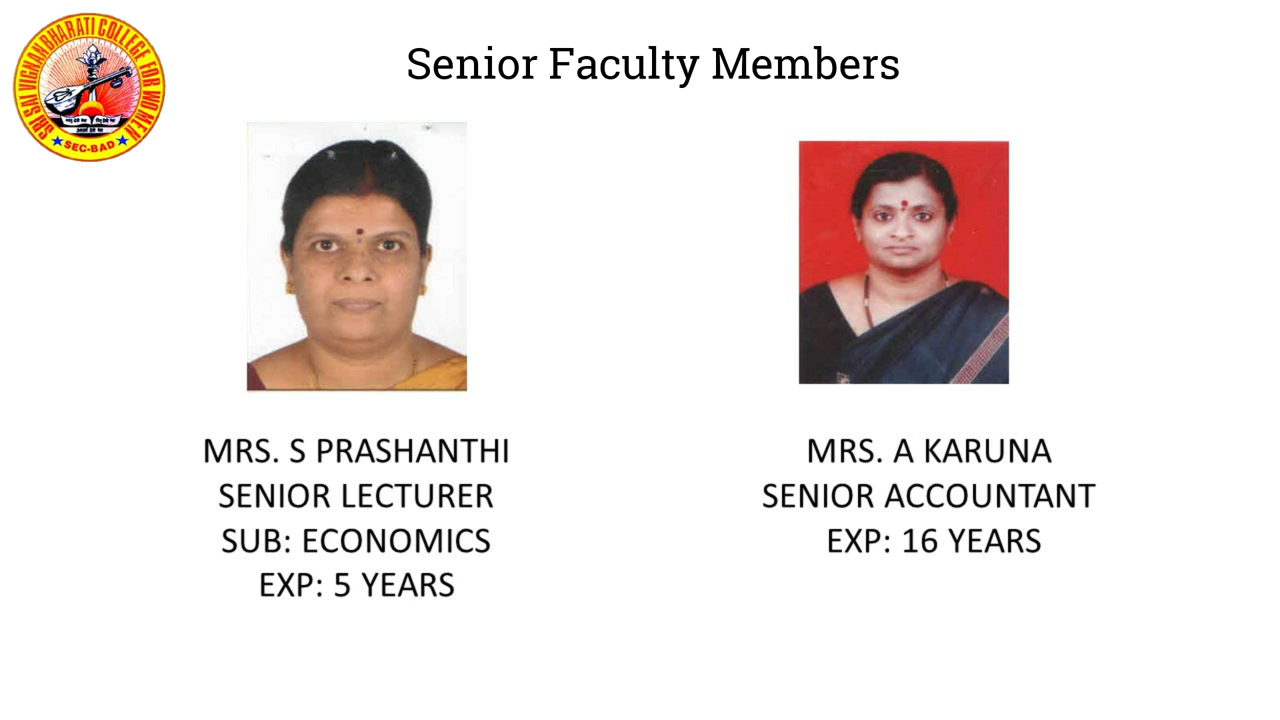 SRI SAI VIGNAN BHARATI COLLEGE FOR WOMEN
SEC-BAD
Senior Faculty Members
MRS. S PRASHANTHI
SENIOR LECTURER
SUB: ECONOMICS
EXP: 5 YEARS
MRS. A KARUNA
SENIOR ACCOUNTANT
EXP: 16 YEARS